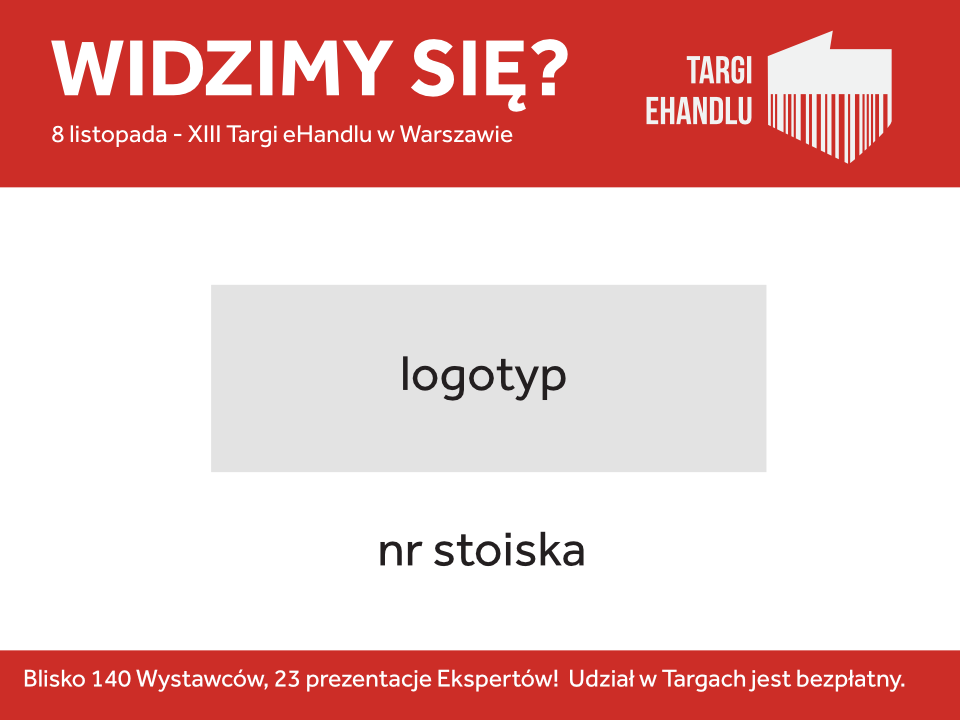 WIDZIMY SIĘ?
8 listopada - XIII Targi eHandlu w Warszawie
TARGI
EHANDLU
logotyp
nr stoiska
Blisko 140 Wystawców, 23 prezentacje Ekspertów! Udział w Targach jest bezpłatny.